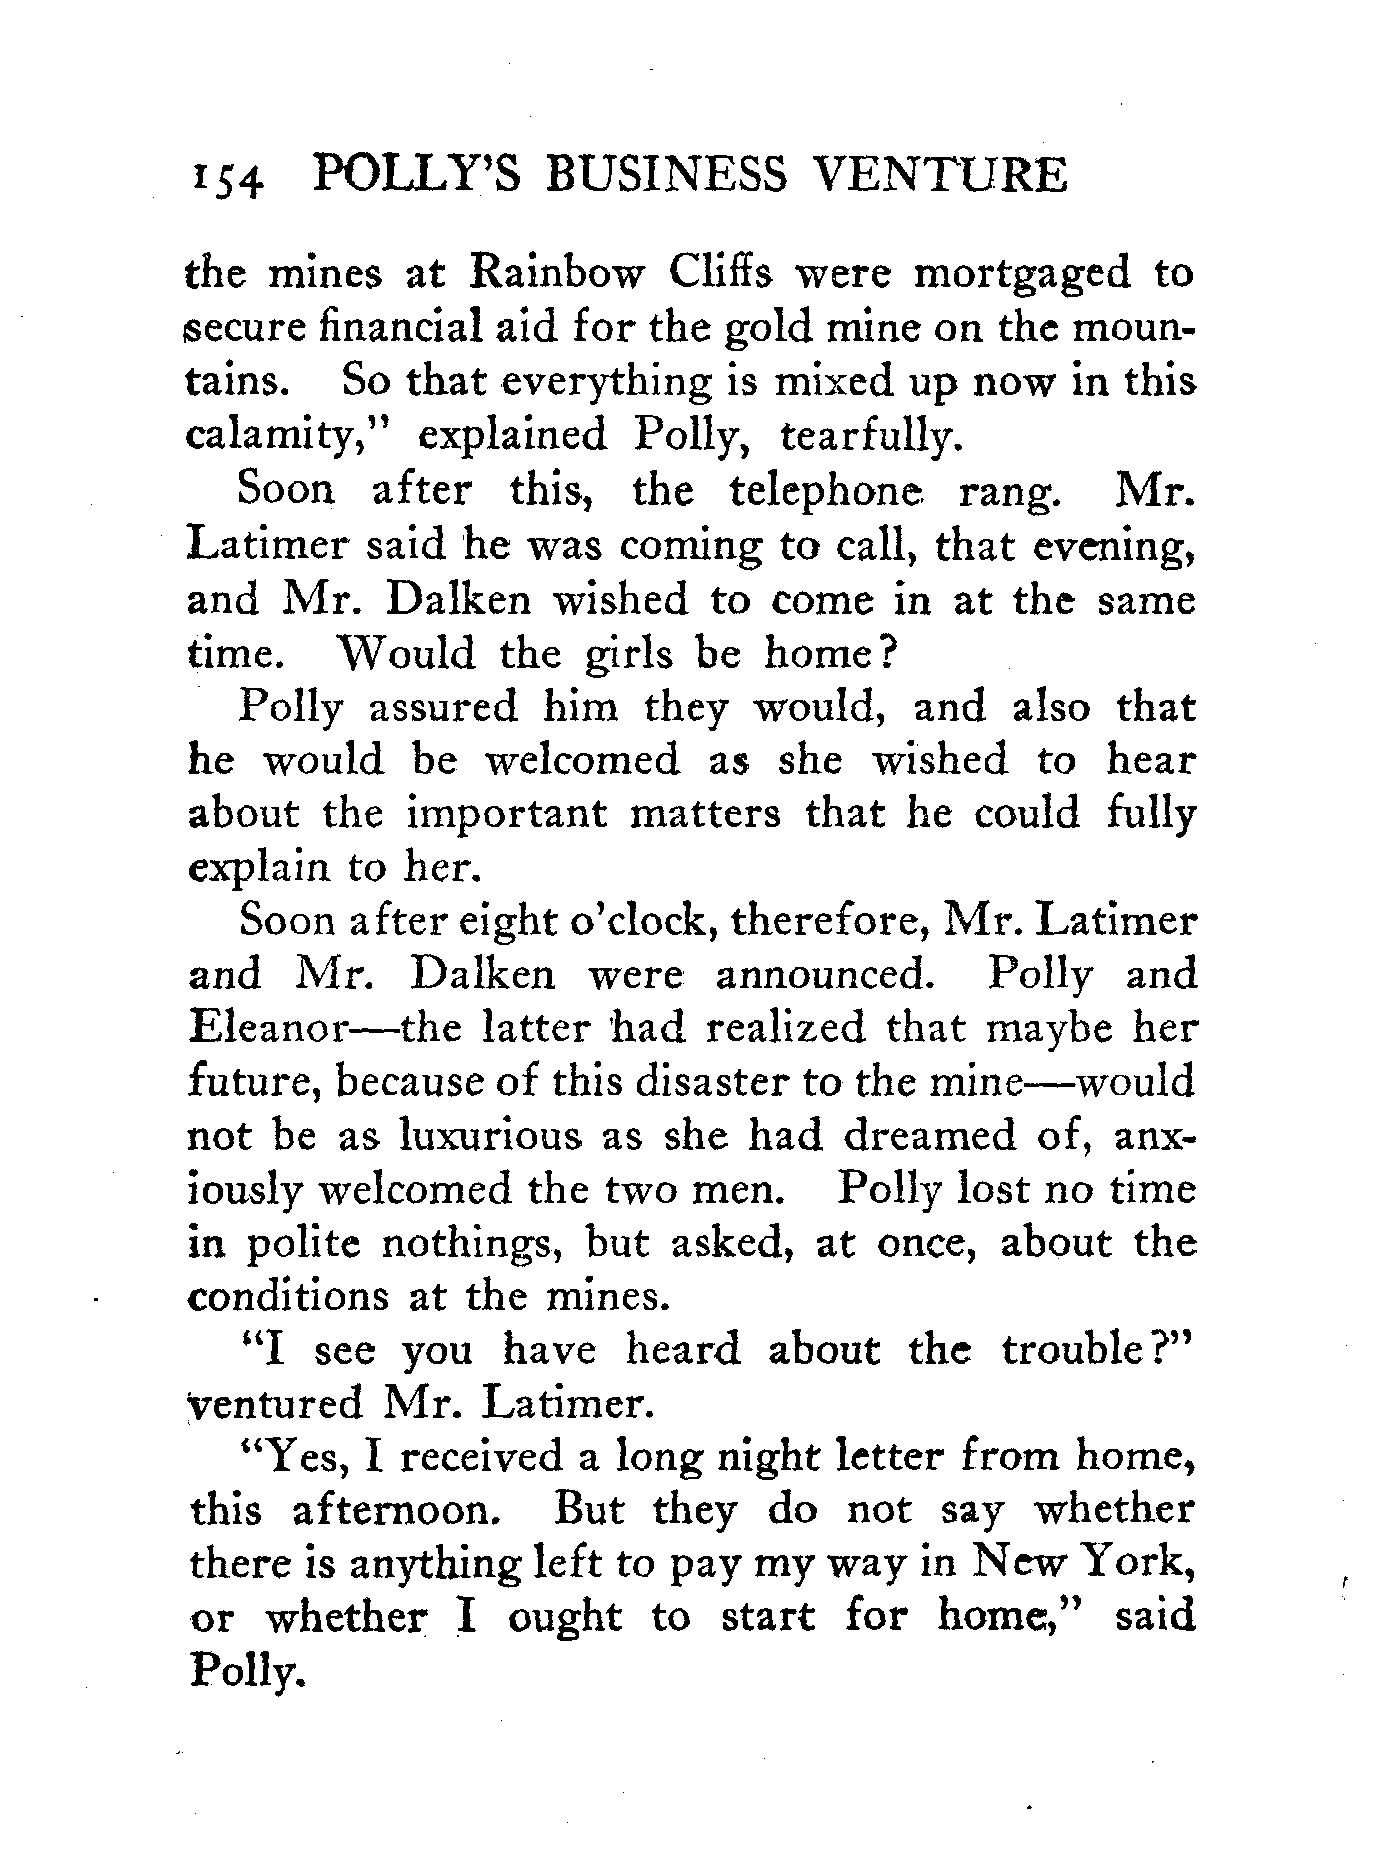 154 POLLY'S BUSINESS VENTURE
the mines at Rainbow Cliffs were mortgaged to
secure financial aid for the gold mine on the moun-
tains. So that everything is mixed up now in this
calamity," explained Polly, tearfully.
Soon after this, the telephone rang. Mr.
Latimer said he was coming to call, that evening,
and Mr. Dalken wished to come in at the same
time. Would the girls be home?
Polly assured him they would, and also that
he would be welcomed as she wished to hear
about the important matters that he could fully
explain to her.
Soon after eight o'clock, therefore, Mr. Latimer
and Mr. Dalken were announced. Polly and
Eleanor—the latter had realized that maybe her
future, because of this disaster to the mine—would
not be as luxurious as she had dreamed of, anx-
iously welcomed the two men. Polly lost no time
in polite nothings, but asked, at once, about the
conditions at the mines.
"I see you have heard about the trouble?"
ventured Mr. Latimer.
"Yes, I received a long night letter from home,
this afternoon. But they do not say whether
there is anything left to pay my way in New York,
or whether I ought to start for home," said
Polly.